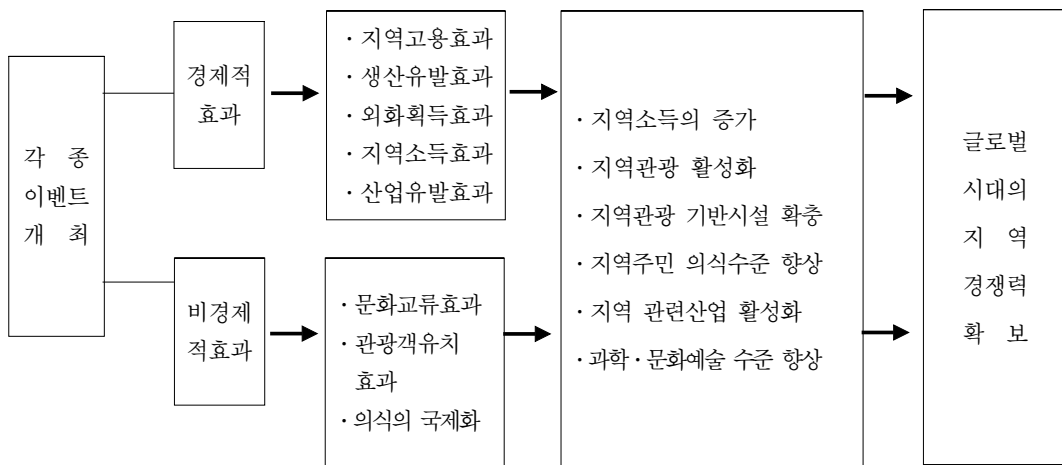 각 종
이벤트
개 최
경제적
효과
· 지역고용효과
· 생산유발효과
· 외화획득효과
· 지역소득효과
· 산업유발효과
비경제
적효과
· 문화교류효과
· 관광객유치
효과
· 의식의 국제화
· 지역소득의 증가
· 지역관광 활성화
· 지역관광 기반시설 확충
· 지역주민 의식수준 향상
· 지역 관련산업 활성화
· 과학·문화예술 수준 향상
글로벌
시대의
지 역
경쟁력
확 보